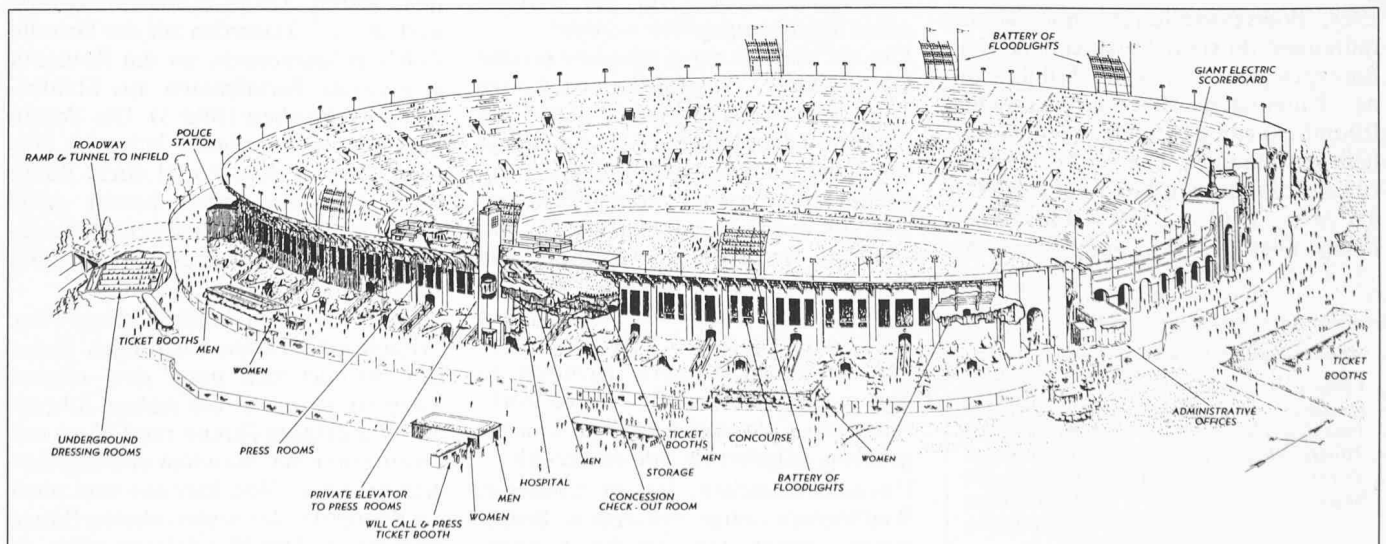 BATTERY OF
FLOODLIGHTS
GIANT ELECTRIC
SCOREBOARD
POLICE
STATION
ROADWAY
RAMP & TUNNEL TO INFIELD
TICKET BOOTHS
MEN
WOMEN
UNDERGROUND
DRESSING ROOMS
PRESS ROOMS
PRIVATE ELEVATOR
TO PRESS ROOMS
WILL CALL & PRESS
TICKET BOOTH
WOMEN
MEN
HOSPITAL
MEN
CONCESSION
CHECK-OUT ROOM
STORAGE
TICKET
BOOTHS
MEN
CONCOURSE
BATTERY OF
FLOODLIGHTS
WOMEN
ADMINISTRATIVE
OFFICES
TICKET
BOOTHS